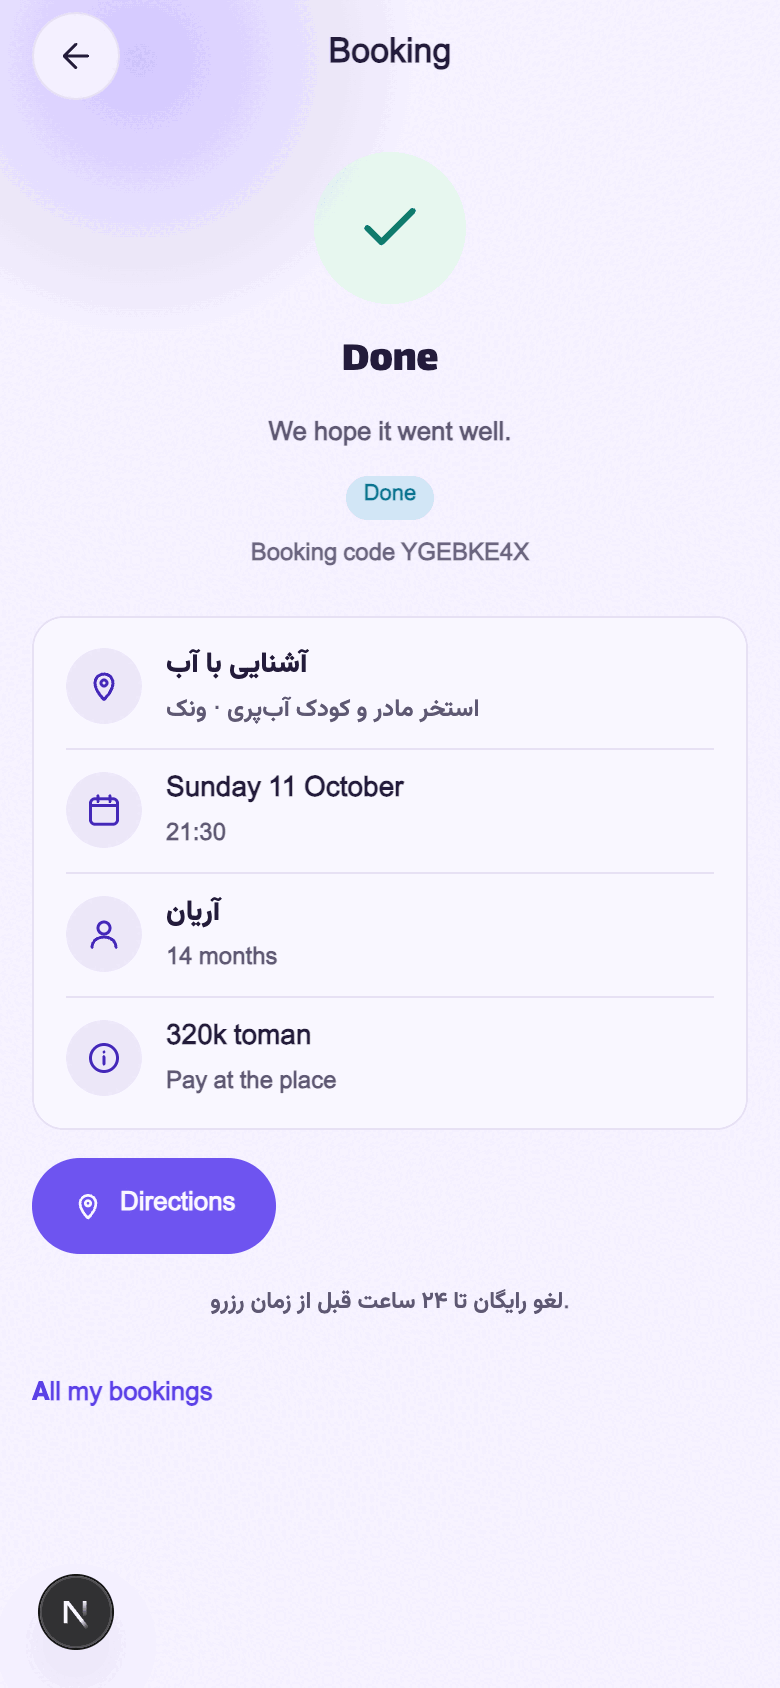 Booking
Done
We hope it went well.
Done
Booking code YGEBKE4X
آشنایی با آب
استخر مادر و کودک آب‌پری · ونک
Sunday 11 October
21:30
آریان
14 months
320k toman
Pay at the place
Directions
لغو رایگان تا ۲۴ ساعت قبل از زمان رزرو.
All my bookings
N